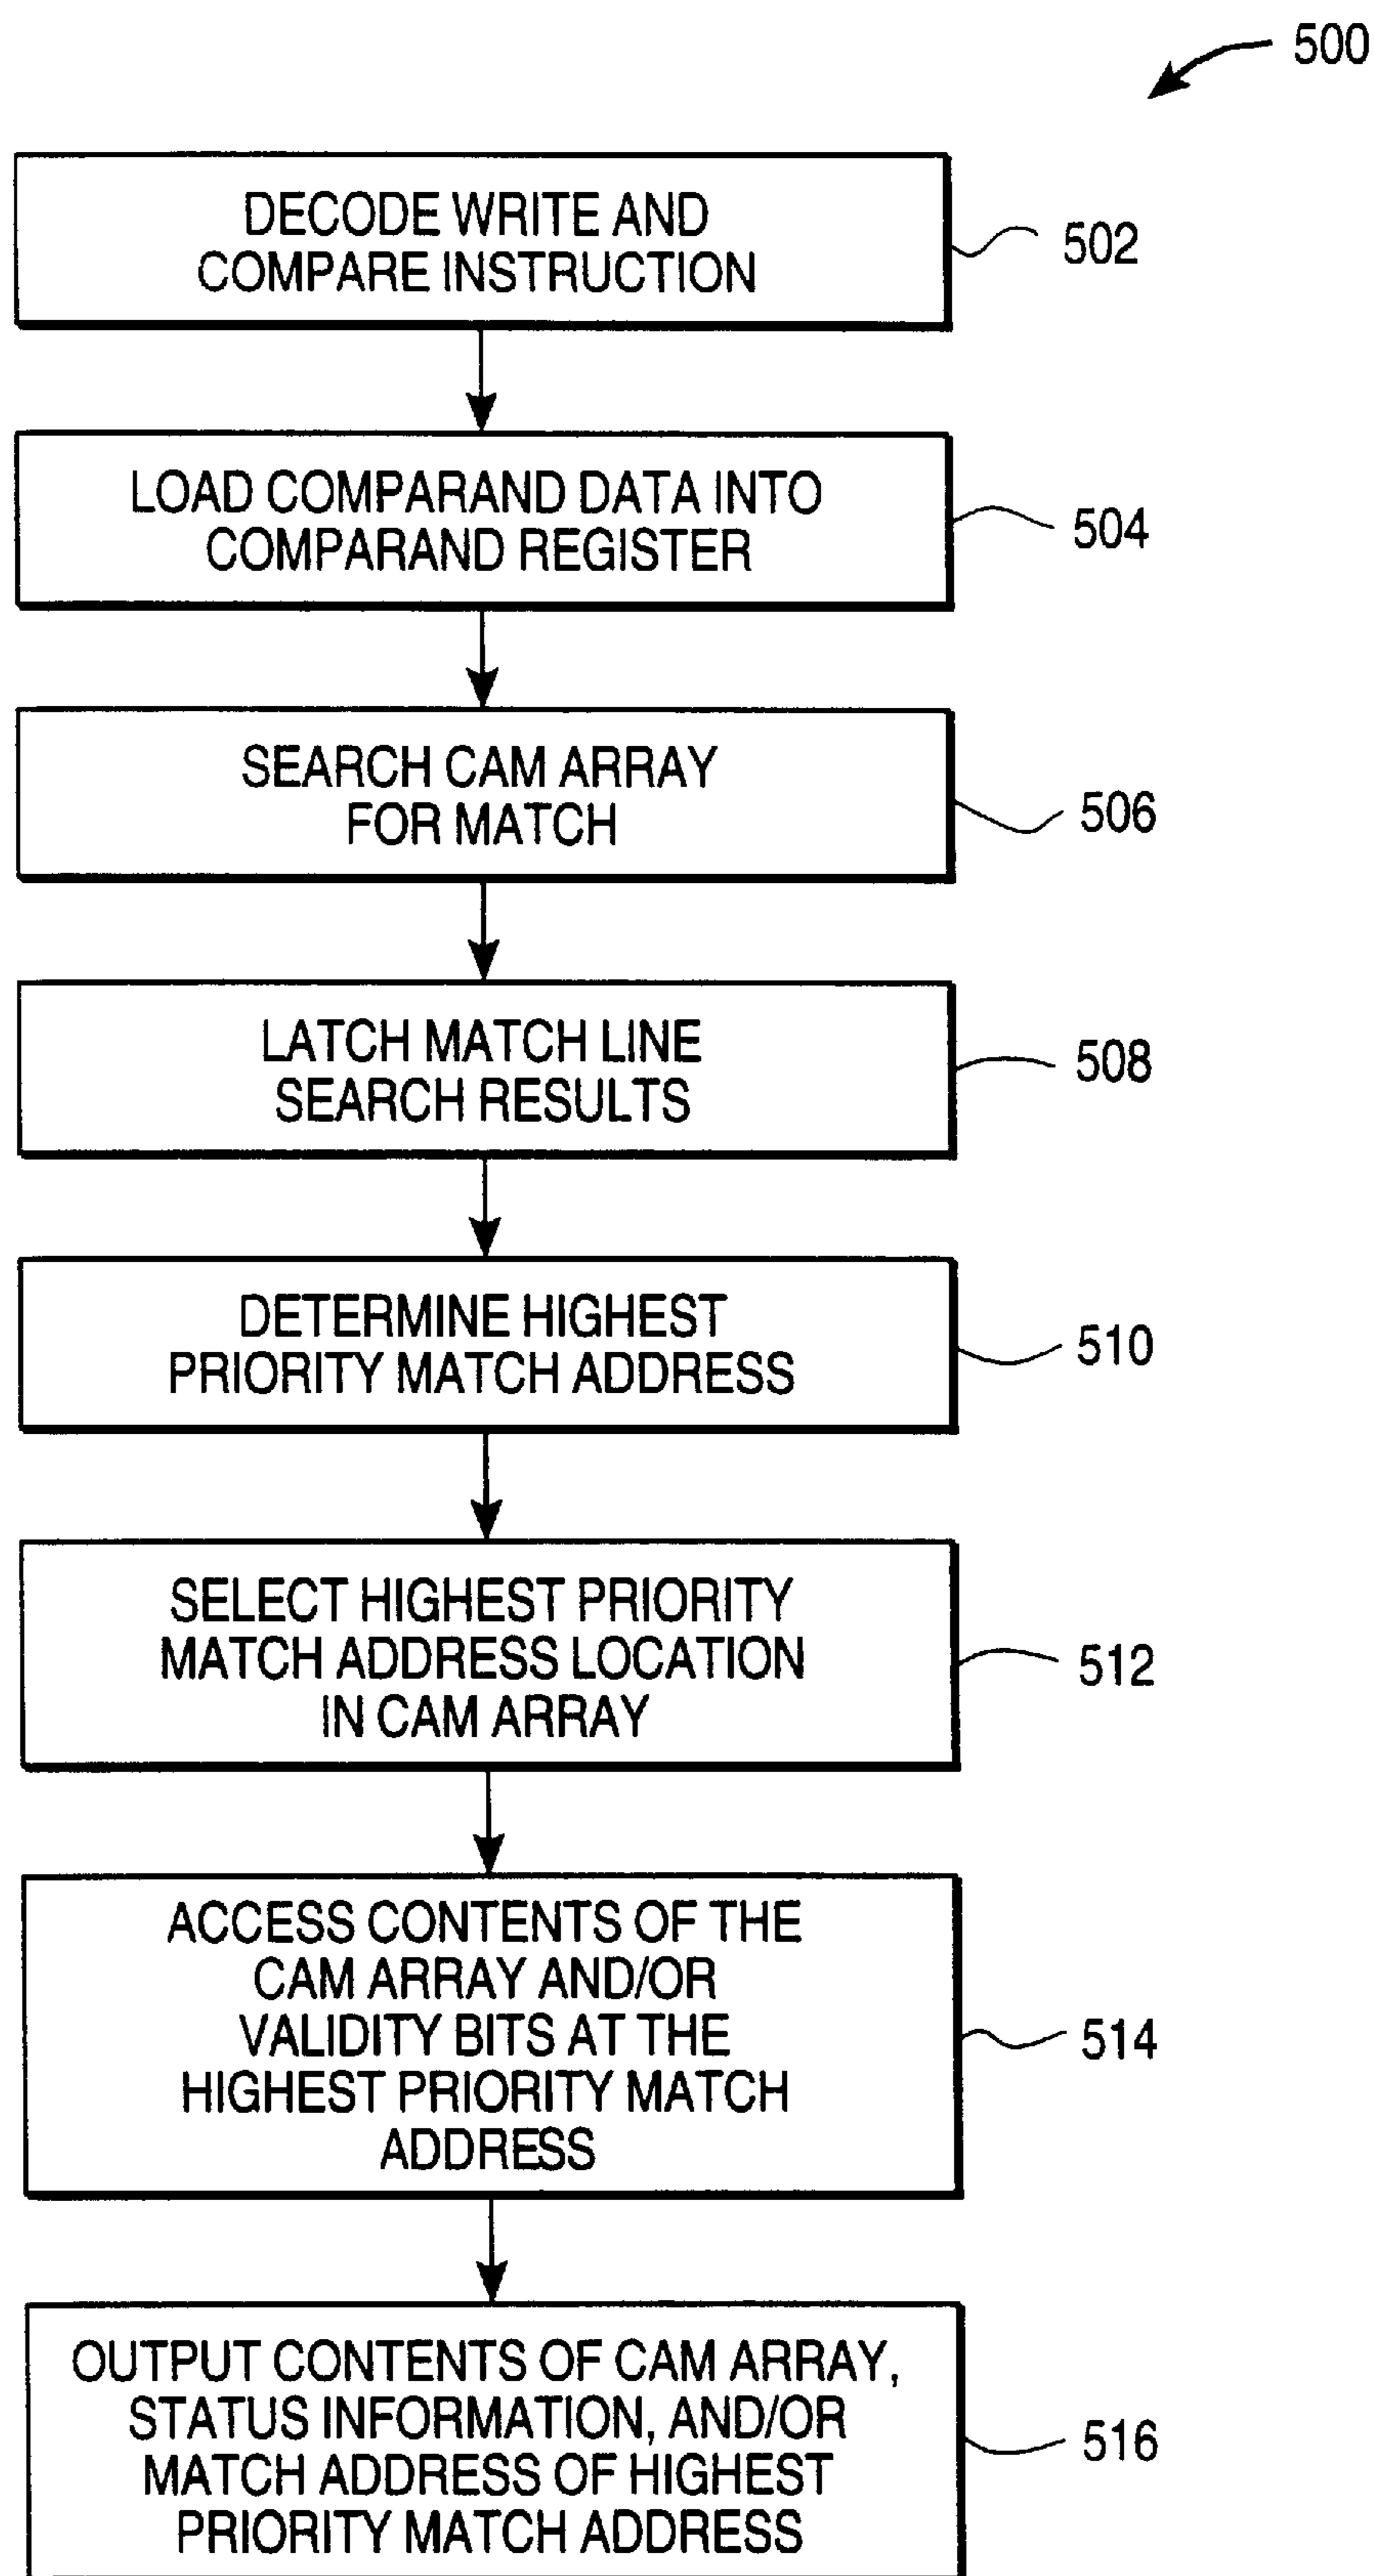 500
DECODE WRITE AND
COMPARE INSTRUCTION
502
LOAD COMPARAND DATA INTO
COMPARAND REGISTER
504
SEARCH CAM ARRAY
FOR MATCH
506
LATCH MATCH LINE
SEARCH RESULTS
508
DETERMINE HIGHEST
PRIORITY MATCH ADDRESS
510
SELECT HIGHEST PRIORITY
MATCH ADDRESS LOCATION
IN CAM ARRAY
512
ACCESS CONTENTS OF THE
CAM ARRAY AND/OR
VALIDITY BITS AT THE
HIGHEST PRIORITY MATCH
ADDRESS
514
OUTPUT CONTENTS OF CAM ARRAY,
STATUS INFORMATION, AND/OR
MATCH ADDRESS OF HIGHEST
PRIORITY MATCH ADDRESS
516